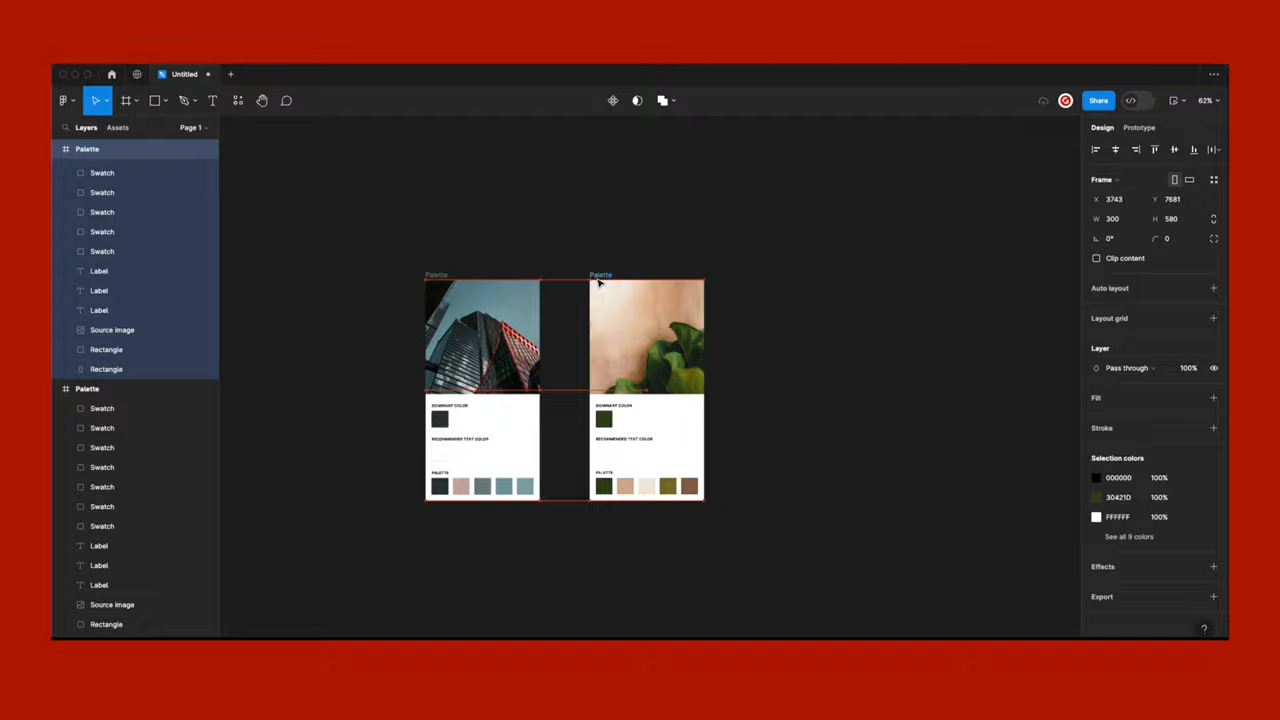 Untitled
Share
62%
Layers
Assets
Page 1
Design
Prototype
Palette
Swatch
Swatch
Swatch
Swatch
Swatch
Label
Label
Label
Source image
Rectangle
Rectangle
Palette
Swatch
Swatch
Swatch
Swatch
Swatch
Swatch
Swatch
Label
Label
Label
Source image
Rectangle
Palette
DOMINANT COLOR
RECOMMENDED TEXT COLOR
PALETTE
Palette
DOMINANT COLOR
RECOMMENDED TEXT COLOR
PALETTE
Frame
X 3743 Y 7681
W 300 H 580
0° 0
Clip content
Auto layout
Layout grid
Layer
Pass through 100%
Fill
Stroke
Selection colors
000000 100%
30421D 100%
FFFFFF 100%
See all 9 colors
Effects
Export
?